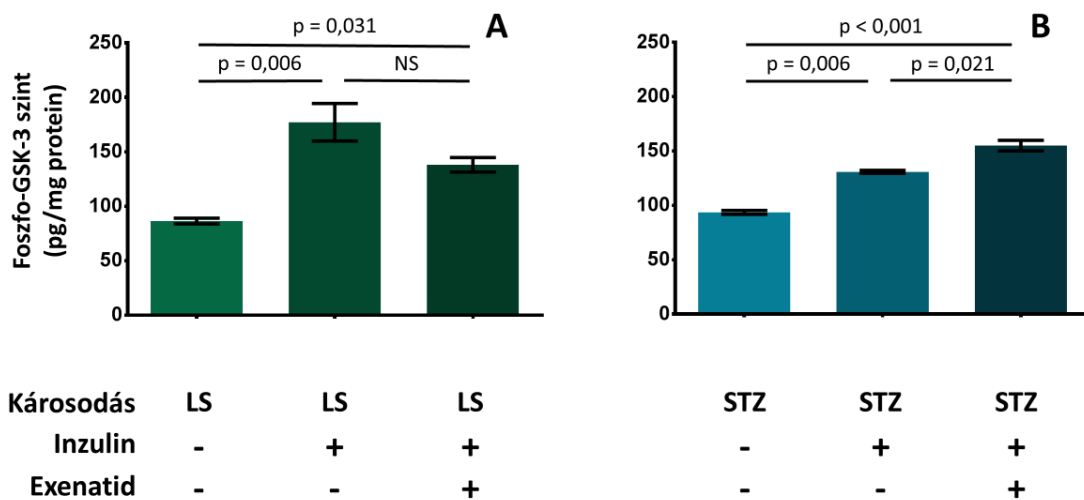 A
p = 0,031
p = 0,006
NS
Foszfo-GSK-3 szint
(pg/mg protein)
250
200
150
100
50
0
B
p < 0,001
p = 0,006
p = 0,021
250
200
150
100
50
0
Károsodás LS LS LS STZ STZ STZ
Inzulin - + + - + +
Exenatid - - + - - +